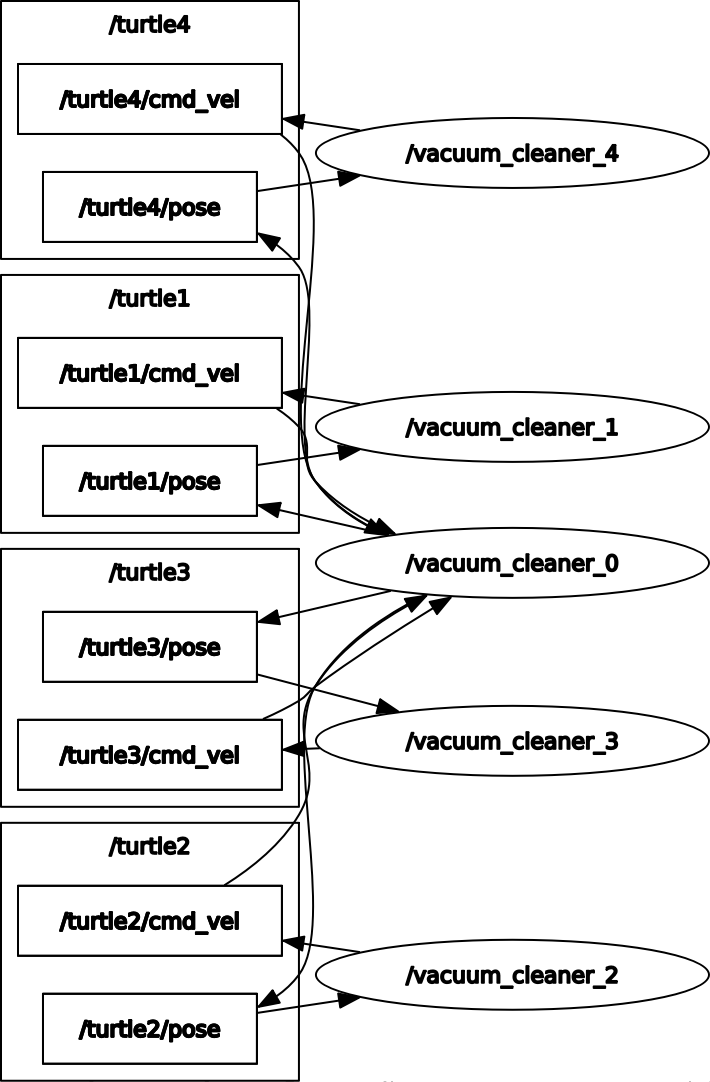 /turtle4
/turtle4/cmd_vel
/vacuum_cleaner_4
/turtle4/pose
/turtle1
/turtle1/cmd_vel
/vacuum_cleaner_1
/turtle1/pose
/vacuum_cleaner_0
/turtle3
/turtle3/pose
/vacuum_cleaner_3
/turtle3/cmd_vel
/turtle2
/turtle2/cmd_vel
/vacuum_cleaner_2
/turtle2/pose